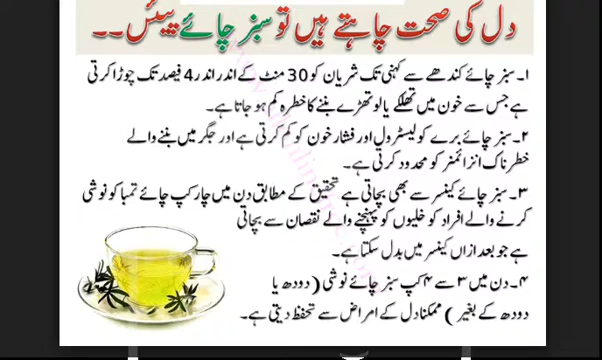 دل کی صحت چاہتے ہیں تو سبز چائے پیئیں۔۔
۱۔ سبز چائے کندھے سے کہنی تک شریان کو 30 منٹ کے اندر اندر 4 فیصد تک چوڑا کرتی
ہے جس سے خون میں تھلکے یا لوتھڑے بننے کا خطرہ کم ہو جاتا ہے۔
۲۔ سبز چائے برے کولیسٹرول اور فشار خون کو کم کرتی ہے اور جگر میں بننے والے
خطرناک انزائمنز کو محدود کرتی ہے۔
۳۔ سبز چائے کینسر سے بھی بچاتی ہے تحقیق کے مطابق دن میں چار کپ چائے تمباکو نوشی
کرنے والے افراد کو خلیوں کو پہنچنے والے نقصان سے بچاتی
ہے جو بعد ازاں کینسر میں بدل سکتا ہے۔
۴۔ دن میں ۳ سے ۴ کپ سبز چائے نوشی (دودھ یا
دودھ کے بغیر) ممکنا دل کے امراض سے تحفظ دیتی ہے۔